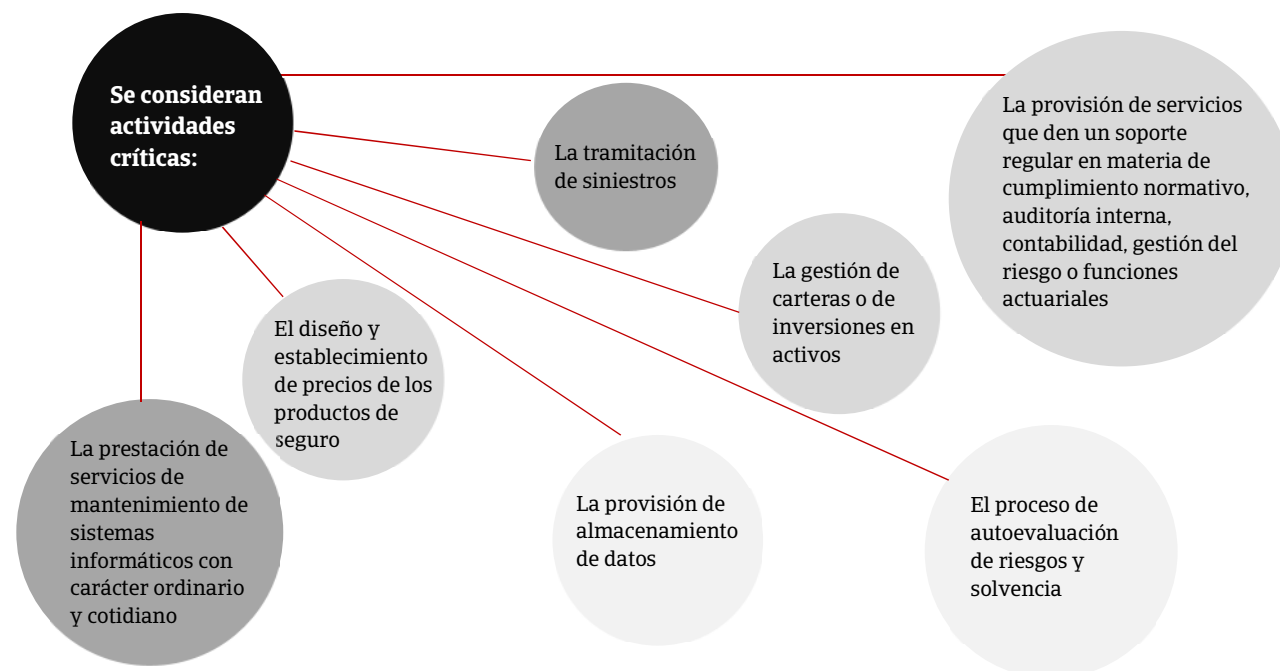 Se consideran
actividades
críticas:
La provisión de servicios
que den un soporte
regular en materia de
cumplimiento normativo,
auditoría interna,
contabilidad, gestión del
riesgo o funciones
actuariales
La tramitación
de siniestros
La gestión de
carteras o de
inversiones en
activos
El diseño y
establecimiento
de precios de los
productos de
seguro
La prestación de
servicios de
mantenimiento de
sistemas
informáticos con
carácter ordinario
y cotidiano
La provisión de
almacenamiento
de datos
El proceso de
autoevaluación
de riesgos y
solvencia